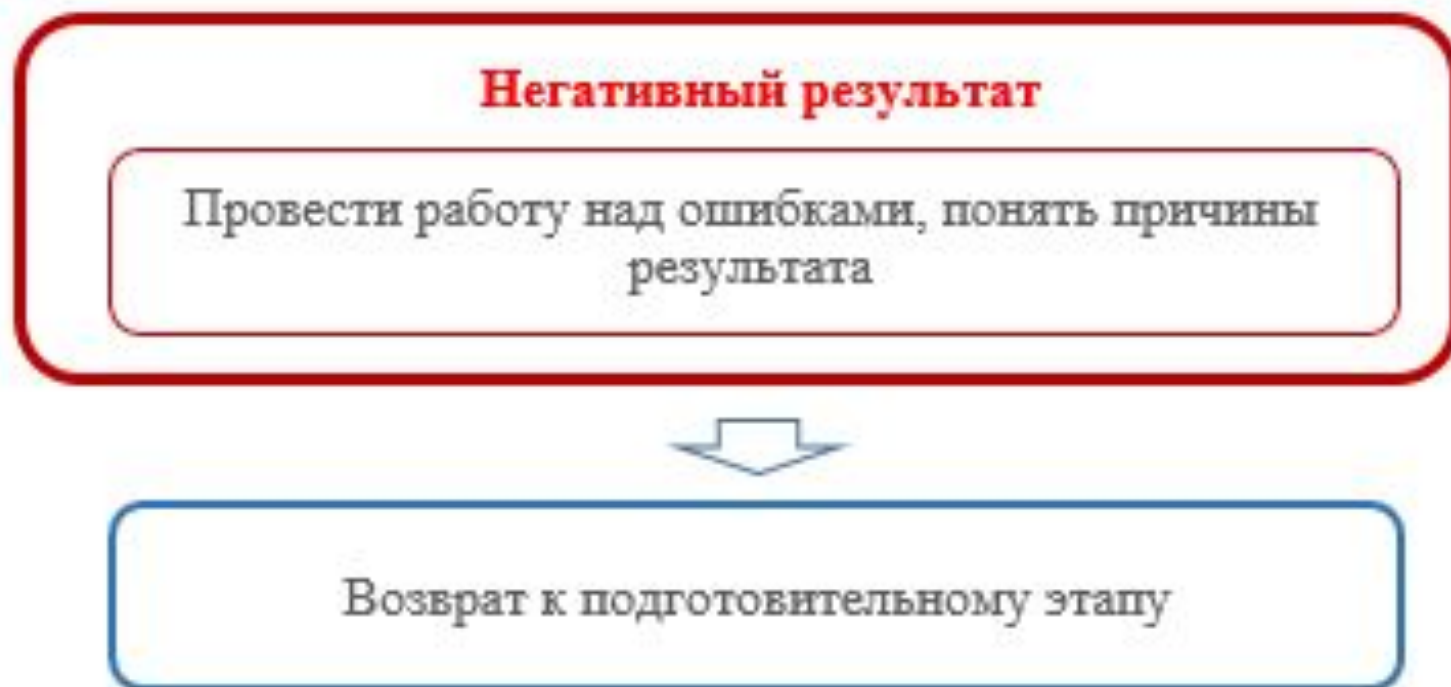 Негативный результат
Провести работу над ошибками, понять причины
результата
Возврат к подготовительному этапу